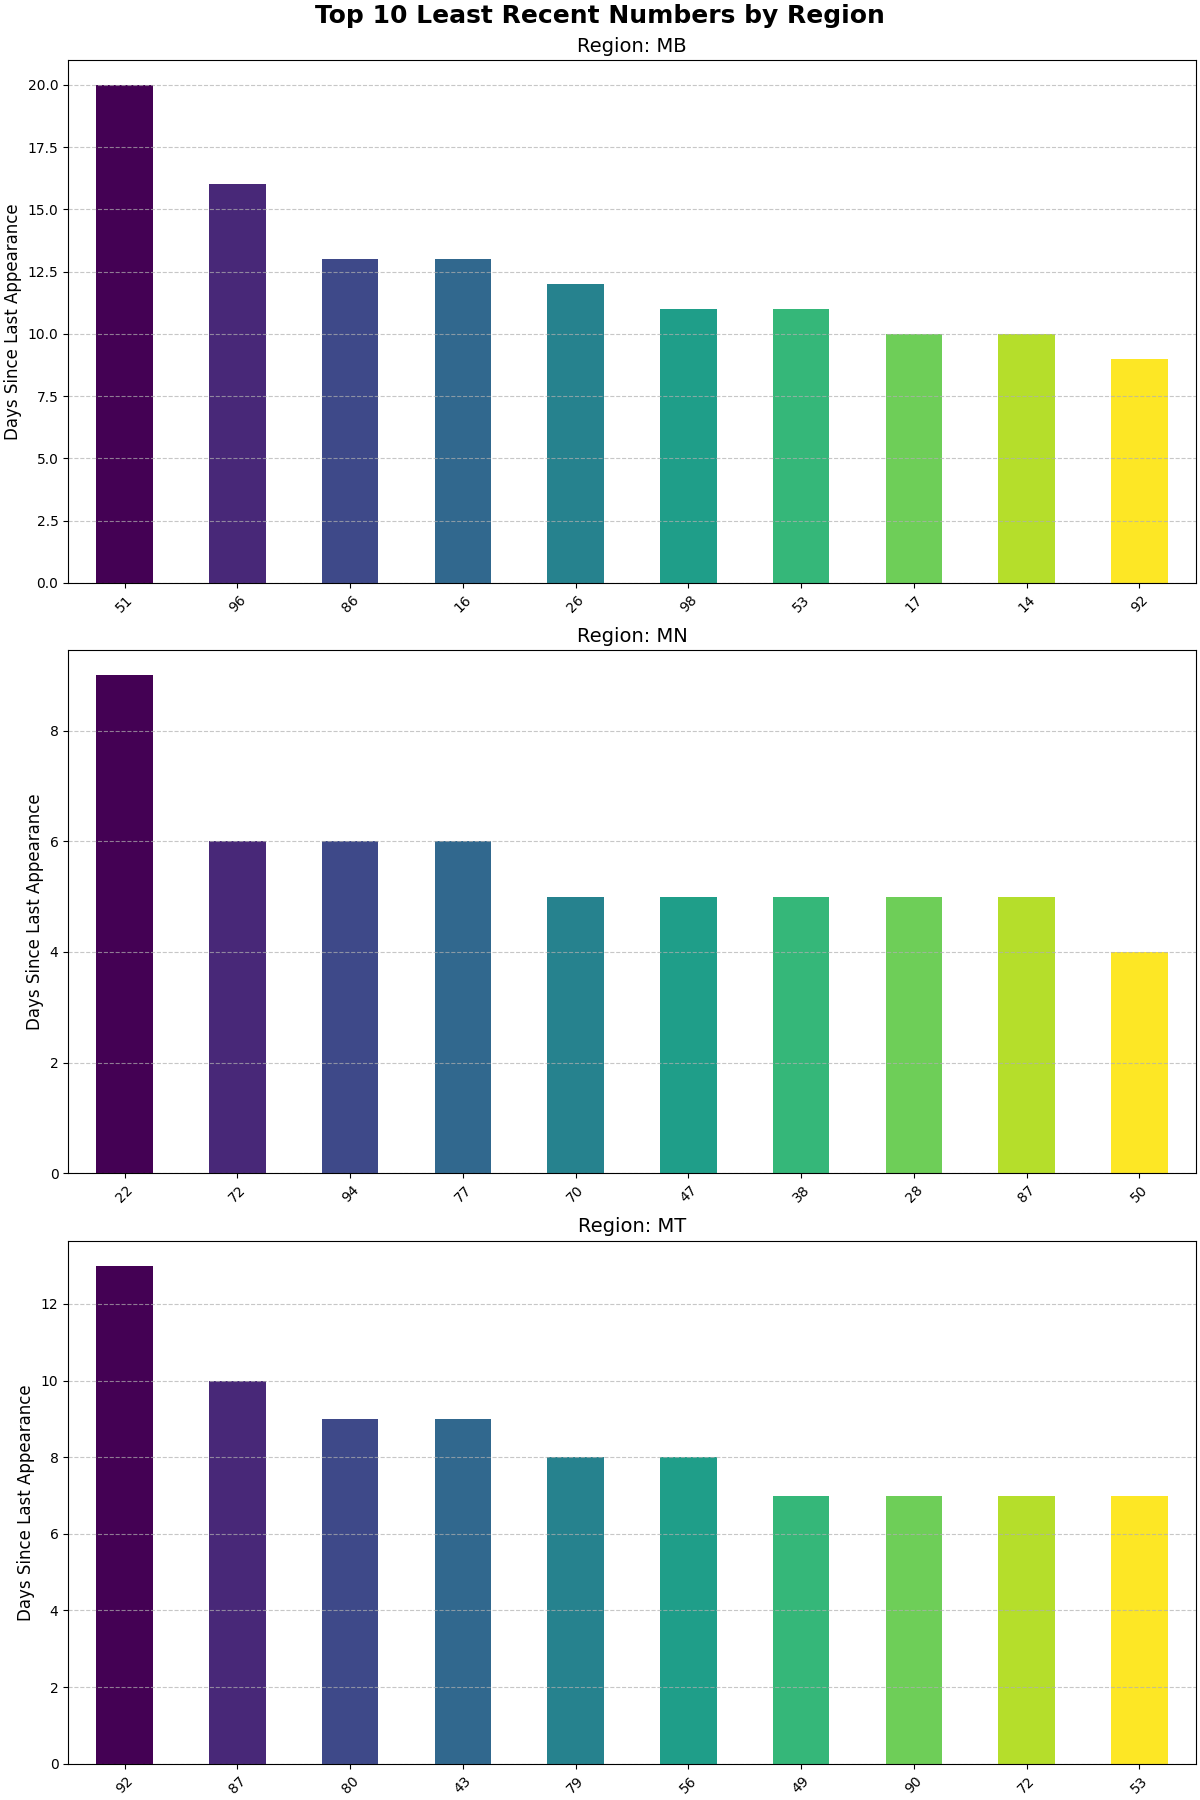 Top 10 Least Recent Numbers by Region
Region: MB
Days Since Last Appearance
20.0
17.5
15.0
12.5
10.0
7.5
5.0
2.5
0.0
51 96 86 16 26 98 53 17 14 92
Region: MN
Days Since Last Appearance
8
6
4
2
0
22 72 94 77 70 47 38 28 87 50
Region: MT
Days Since Last Appearance
12
10
8
6
4
2
0
92 87 80 43 79 56 49 90 72 53